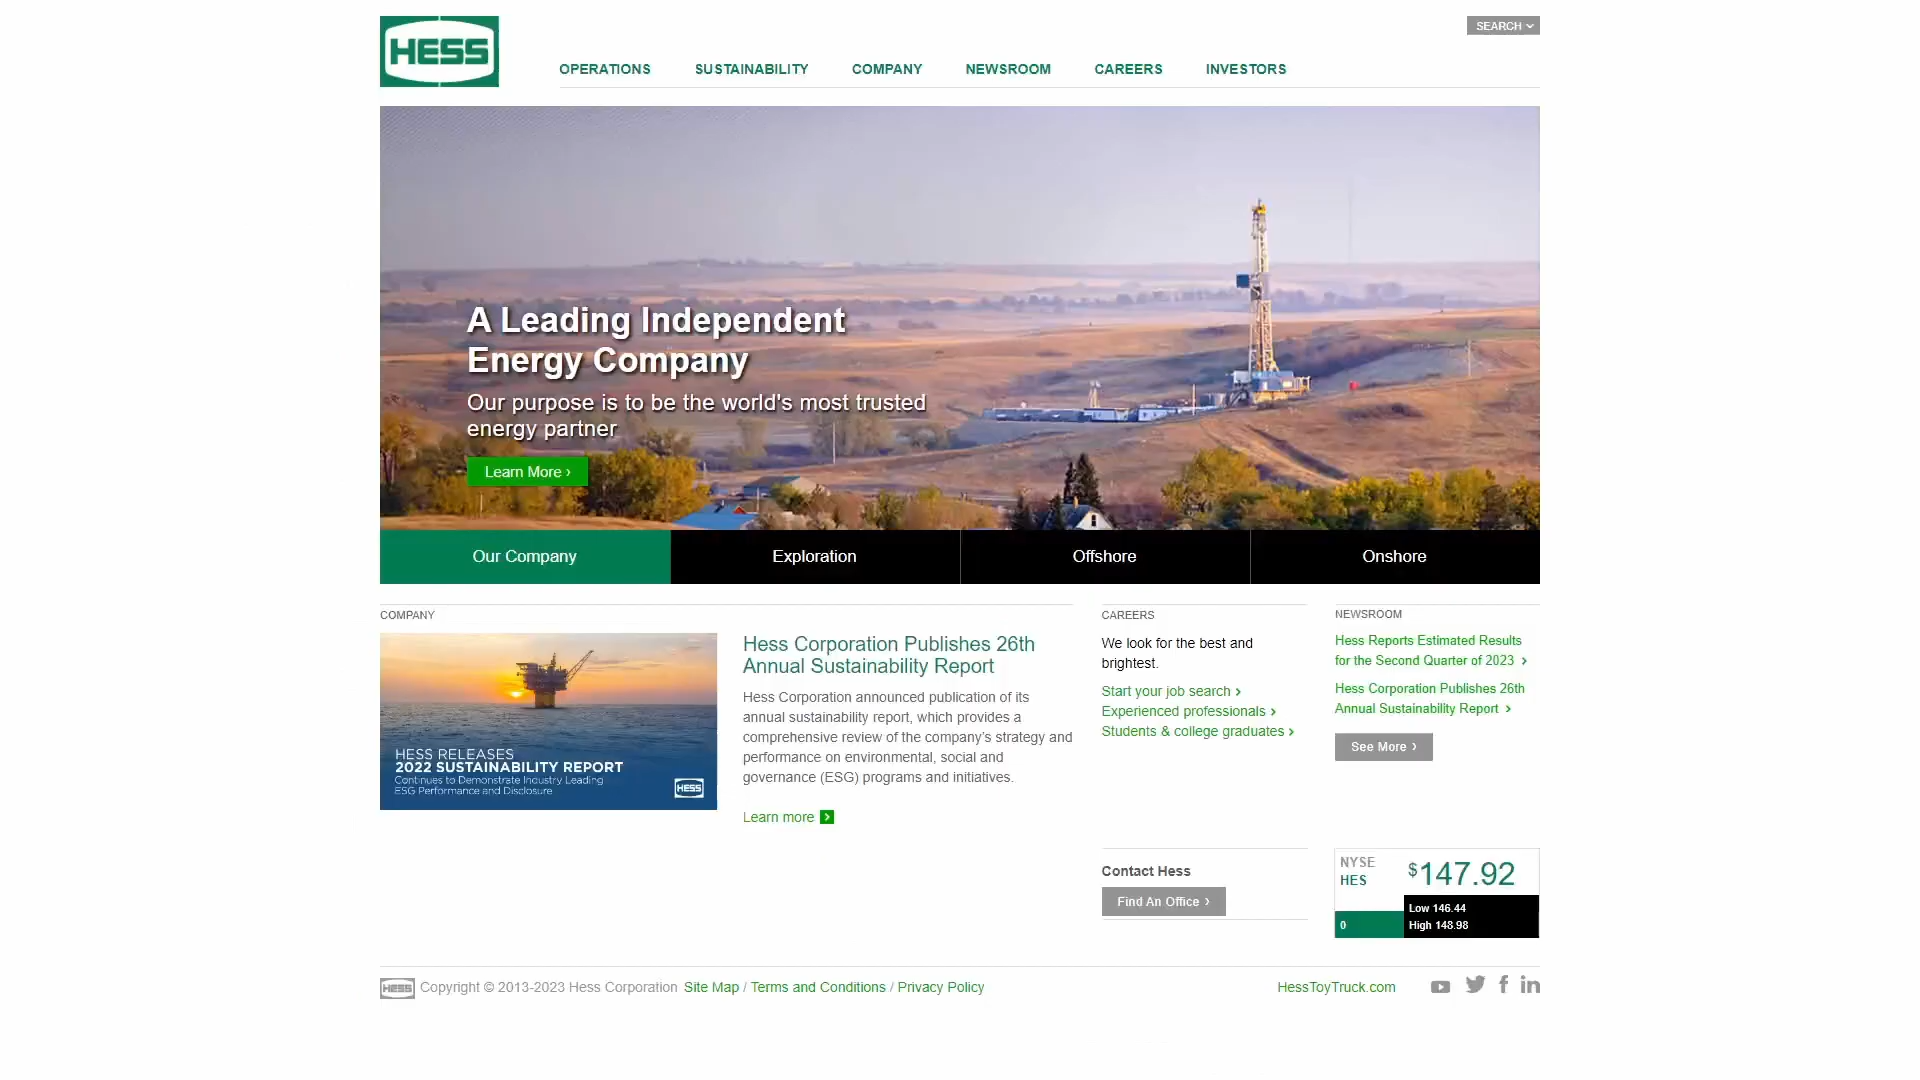 HESS
SEARCH
OPERATIONS
SUSTAINABILITY
COMPANY
NEWSROOM
CAREERS
INVESTORS
A Leading Independent
Energy Company
Our purpose is to be the world's most trusted
energy partner
Learn More ›
Our Company
Exploration
Offshore
Onshore
COMPANY
HESS RELEASES
2022 SUSTAINABILITY REPORT
Continues to Demonstrate Industry Leading
ESG Performance and Disclosure
HESS
Hess Corporation Publishes 26th
Annual Sustainability Report
Hess Corporation announced publication of its
annual sustainability report, which provides a
comprehensive review of the company's strategy and
performance on environmental, social and
governance (ESG) programs and initiatives.
Learn more
CAREERS
We look for the best and
brightest.
Start your job search ›
Experienced professionals ›
Students & college graduates ›
NEWSROOM
Hess Reports Estimated Results
for the Second Quarter of 2023 ›
Hess Corporation Publishes 26th
Annual Sustainability Report ›
See More ›
Contact Hess
Find An Office ›
NYSE
HES
$147.92
0
Low 146.44
High 148.98
HESS
Copyright © 2013-2023 Hess Corporation Site Map / Terms and Conditions / Privacy Policy
HessToyTruck.com